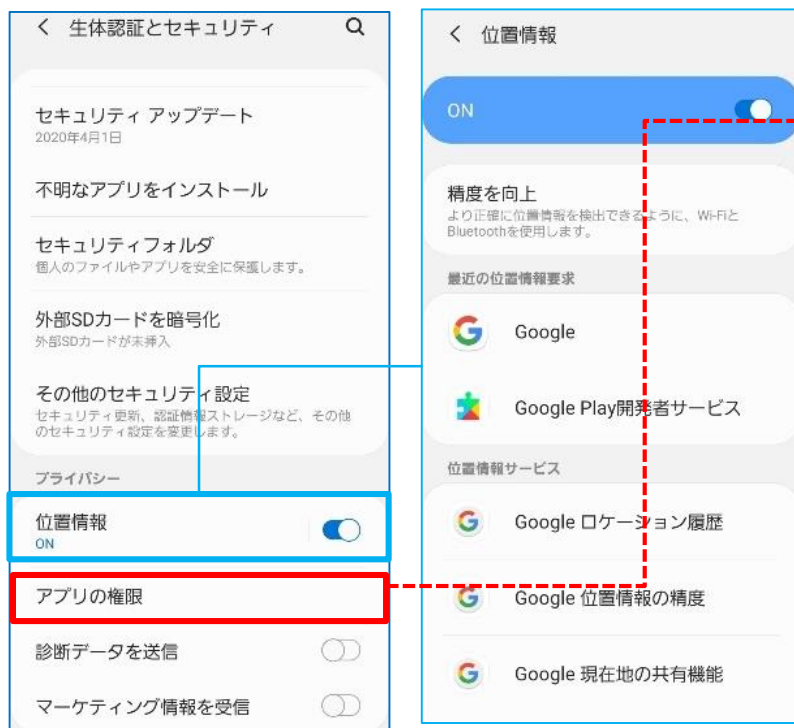 生体認証とセキュリティ
セキュリティ アップデート
2020年4月1日
不明なアプリをインストール
セキュリティフォルダ
個人のファイルやアプリを安全に保護します。
外部SDカードを暗号化
外部SDカードが未挿入
その他のセキュリティ設定
セキュリティ更新、認証情報ストレージなど、その他
のセキュリティ設定を変更します。
プライバシー
位置情報
ON
アプリの権限
診断データを送信
マーケティング情報を受信
位置情報
ON
精度を向上
より正確に位置情報を検出できるように、Wi-Fiと
Bluetoothを使用します。
最近の位置情報要求
Google
Google Play開発者サービス
位置情報サービス
Google ロケーション履歴
Google 位置情報の精度
Google 現在地の共有機能